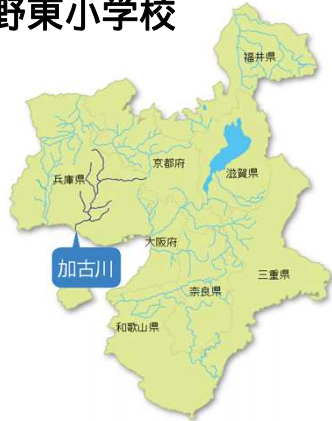 野東小学校
福井県
京都府
兵庫県
滋賀県
大阪府
加古川
三重県
奈良県
和歌山県